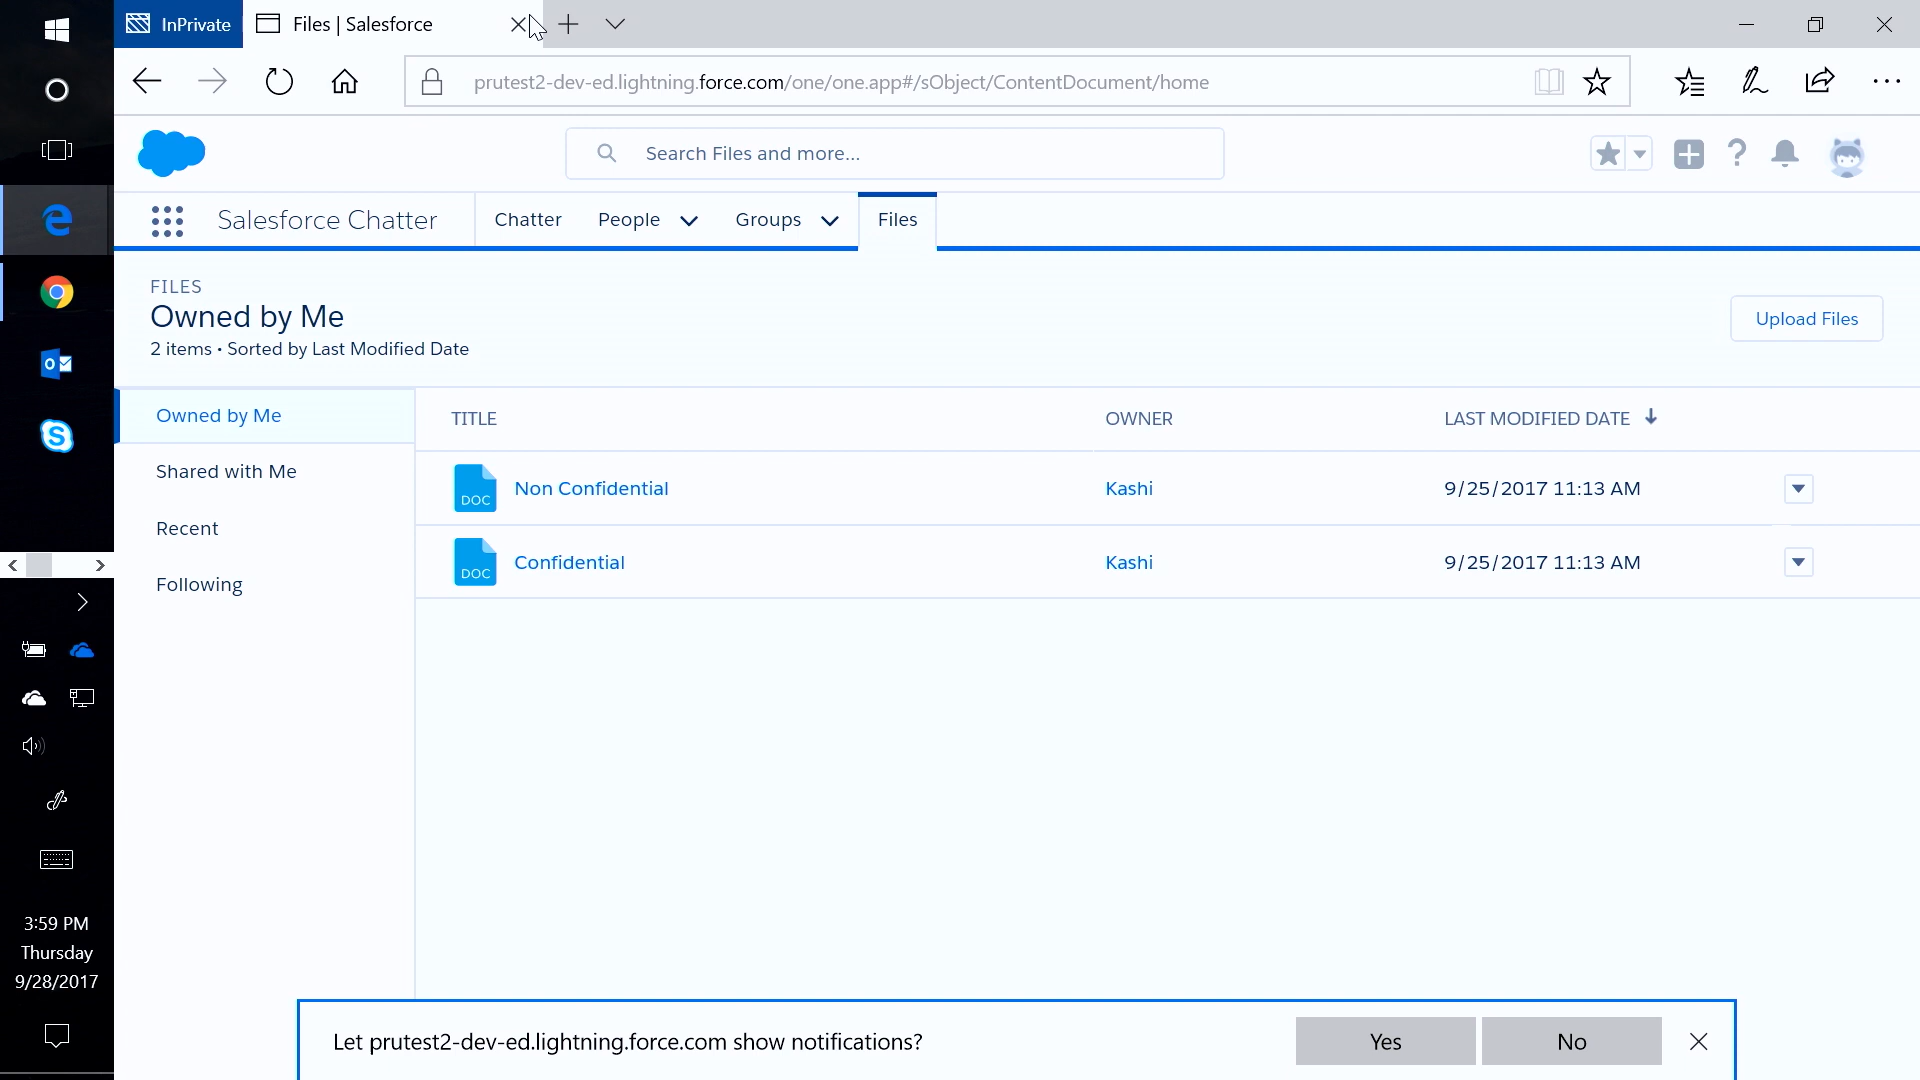 InPrivate
Files | Salesforce
prutest2-dev-ed.lightning.force.com/one/one.app#/sObject/ContentDocument/home
Search Files and more...
Salesforce Chatter
Chatter
People
Groups
Files
FILES
Owned by Me
2 items • Sorted by Last Modified Date
Upload Files
Owned by Me
Shared with Me
Recent
Following
TITLE
OWNER
LAST MODIFIED DATE
DOC
Non Confidential
Kashi
9/25/2017 11:13 AM
DOC
Confidential
Kashi
9/25/2017 11:13 AM
3:59 PM
Thursday
9/28/2017
Let prutest2-dev-ed.lightning.force.com show notifications?
Yes
No